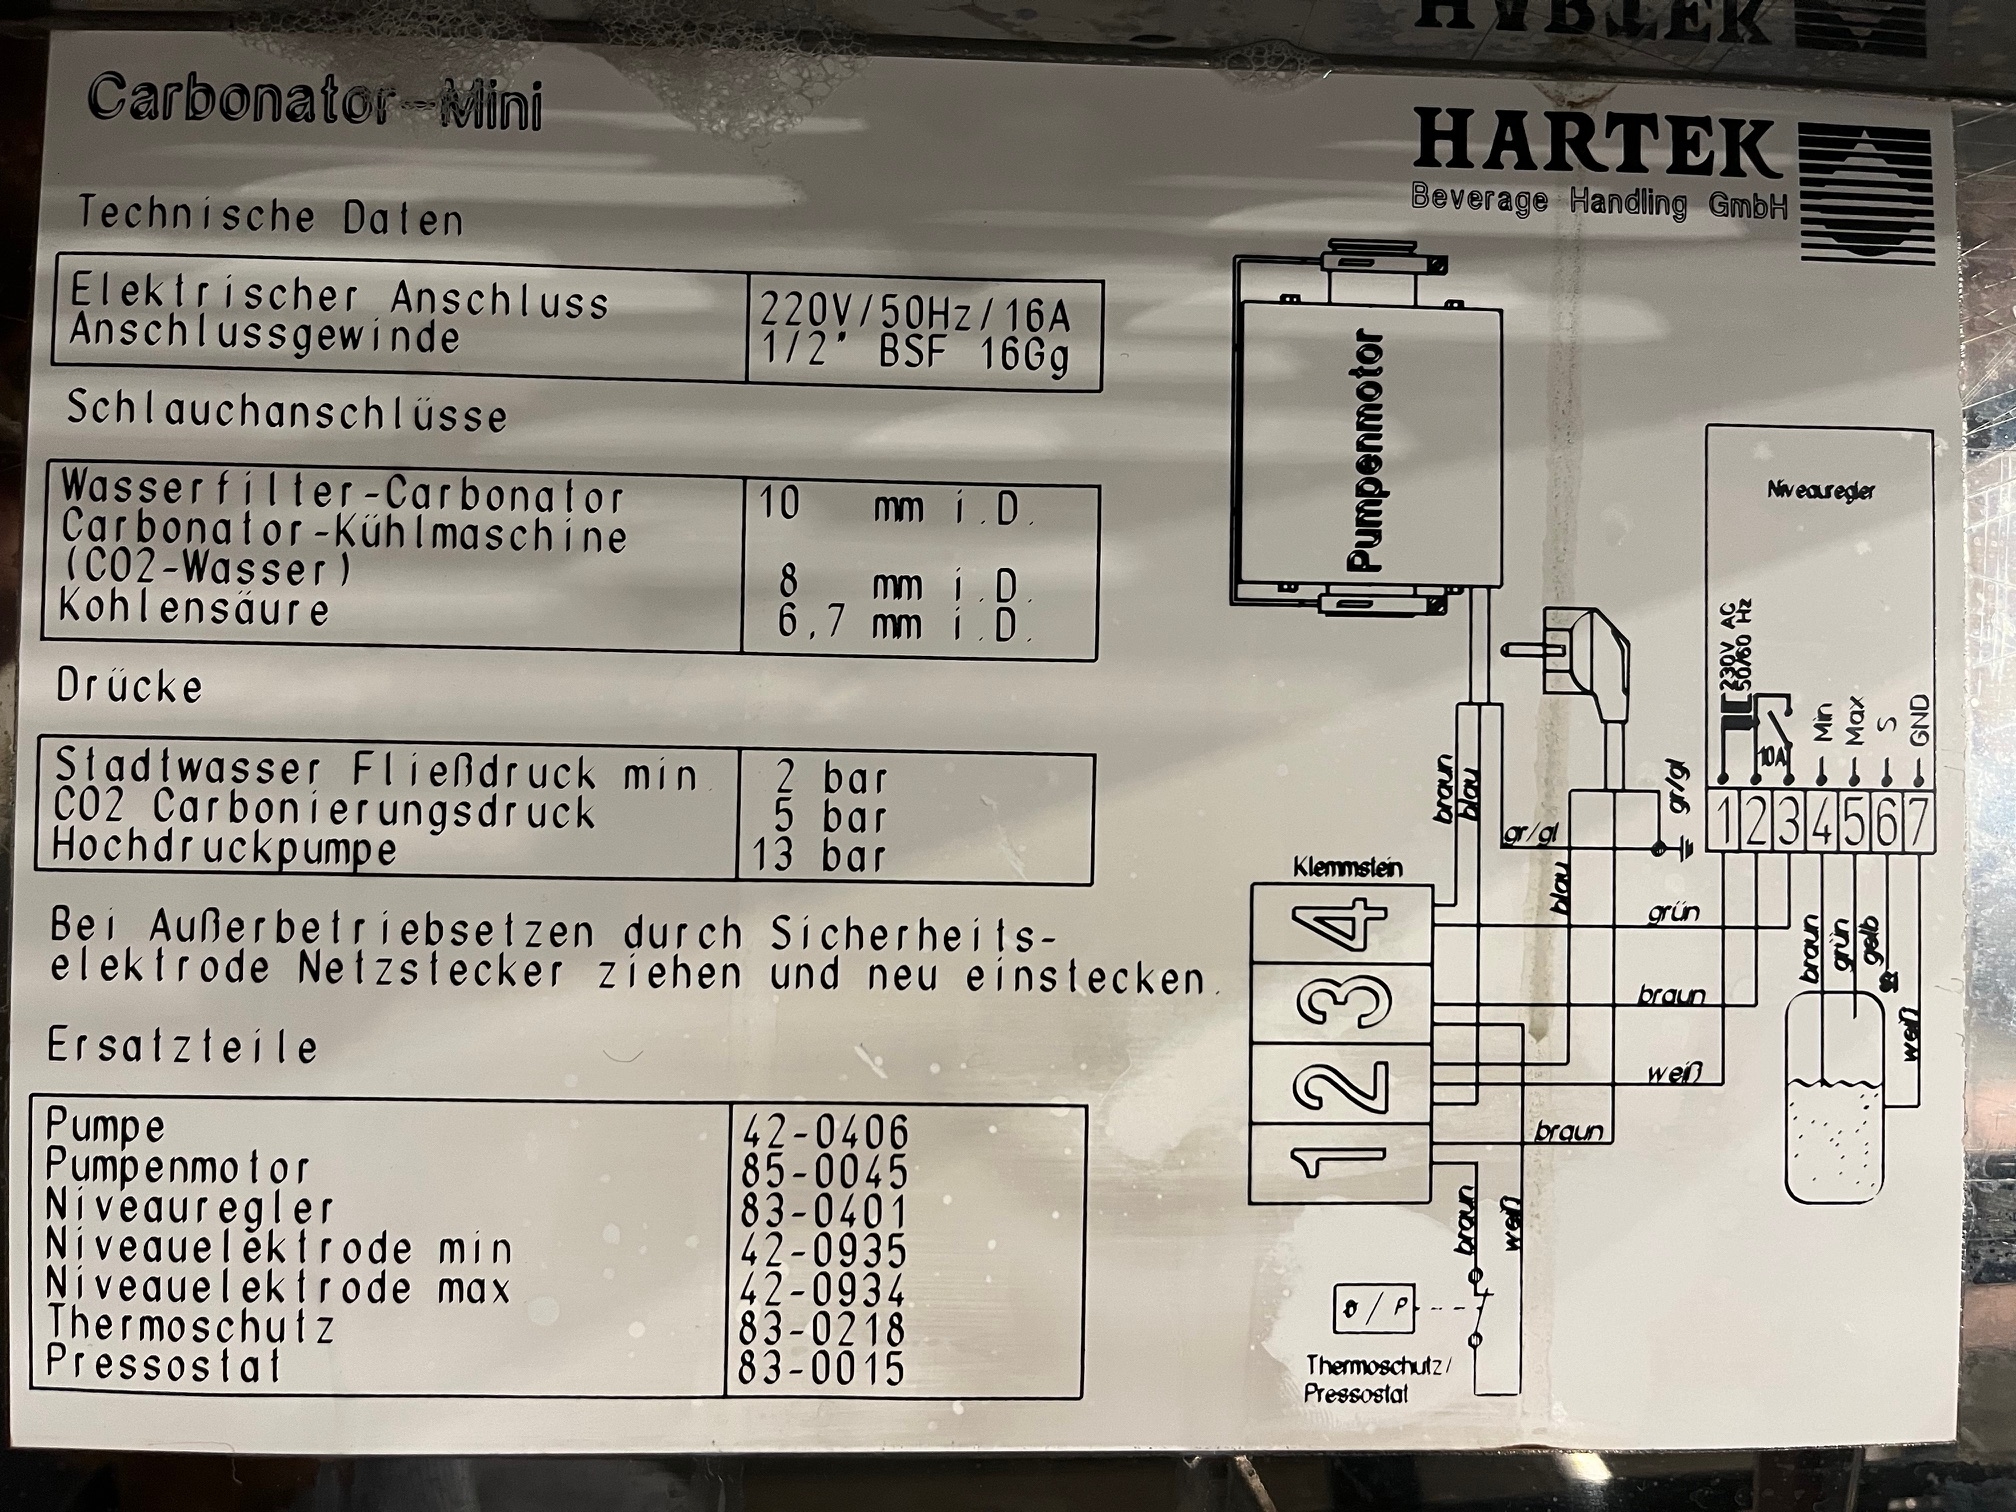 HARTEK
Carbonator-Mini
HARTEK
Beverage Handling GmbH
Technische Daten
Elektrischer Anschluss 220V/50Hz/16A
Anschlussgewinde 1/2" BSF 16Gg
Schlauchanschlüsse
Wasserfilter-Carbonator 10 mm i.D.
Carbonator-Kühlmaschine
(CO2-Wasser) 8 mm i.D.
Kohlensäure 6,7 mm i.D.
Drücke
Stadtwasser Fließdruck min. 2 bar
CO2 Carbonierungsdruck 5 bar
Hochdruckpumpe 13 bar
Bei Außerbetriebsetzen durch Sicherheits-
elektrode Netzstecker ziehen und neu einstecken.
Ersatzteile
Pumpe 42-0406
Pumpenmotor 85-0045
Niveauregler 83-0401
Niveauelektrode min 42-0935
Niveauelektrode max 42-0934
Thermoschutz 83-0218
Pressostat 83-0015
Pumpenmotor
Niveauregler
230V AC
50/60 Hz
10A
Min
Max
S
GND
1 2 3 4 5 6 7
braun
blau
gr/gl
gr/gl
blau
Klemmstein
4
3
2
1
grün
braun
weiß
braun
braun
grün
gelb
weiß
braun
weiß
ϑ/P
Thermoschutz/
Pressostat